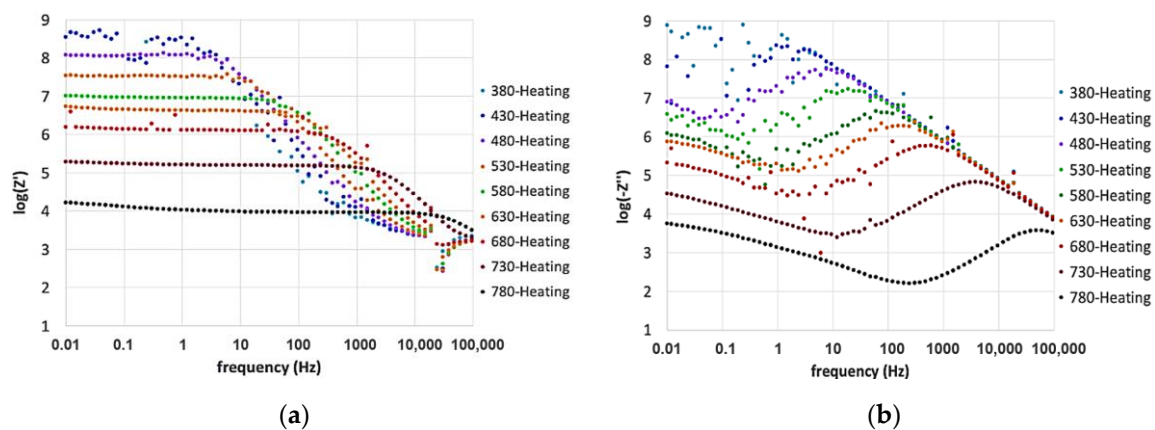 9
8
7
6
5
4
3
2
1
log(Z')
0.01 0.1 1 10 100 1000 10,000 100,000
frequency (Hz)
380-Heating
430-Heating
480-Heating
530-Heating
580-Heating
630-Heating
680-Heating
730-Heating
780-Heating
(a)
9
8
7
6
5
4
3
2
1
log(-Z'')
0.01 0.1 1 10 100 1000 10,000 100,000
frequency (Hz)
380-Heating
430-Heating
480-Heating
530-Heating
580-Heating
630-Heating
680-Heating
730-Heating
780-Heating
(b)